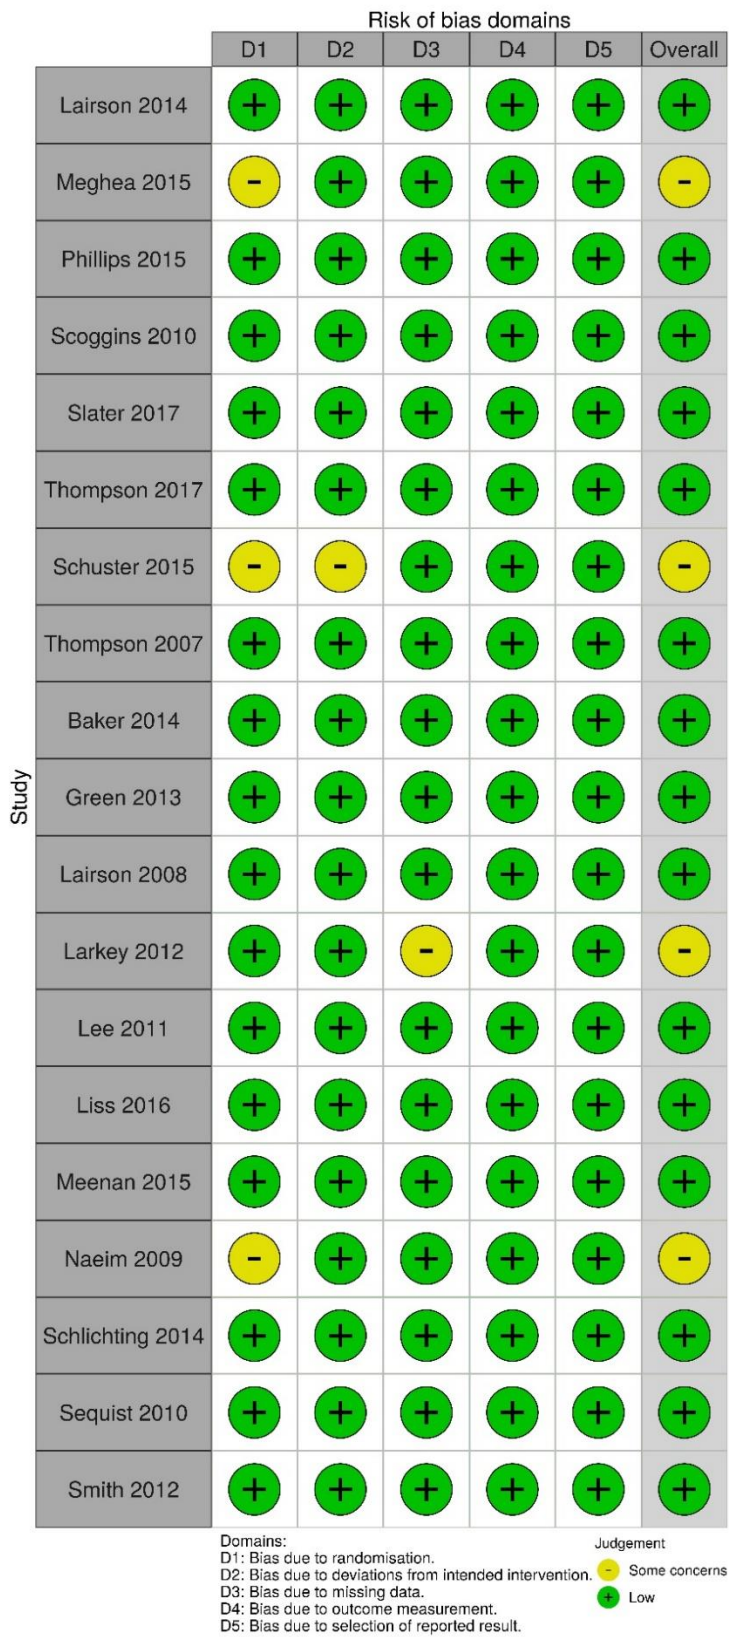 Risk of bias domains
D1 D2 D3 D4 D5 Overall
Study
Lairson 2014 + + + + + +
Meghea 2015 - + + + + -
Phillips 2015 + + + + + +
Scoggins 2010 + + + + + +
Slater 2017 + + + + + +
Thompson 2017 + + + + + +
Schuster 2015 - - + + + -
Thompson 2007 + + + + + +
Baker 2014 + + + + + +
Green 2013 + + + + + +
Lairson 2008 + + + + + +
Larkey 2012 + + - + + -
Lee 2011 + + + + + +
Liss 2016 + + + + + +
Meenan 2015 + + + + + +
Naeim 2009 - + + + + -
Schlichting 2014 + + + + + +
Sequist 2010 + + + + + +
Smith 2012 + + + + + +
Domains:
D1: Bias due to randomisation.
D2: Bias due to deviations from intended intervention.
D3: Bias due to missing data.
D4: Bias due to outcome measurement.
D5: Bias due to selection of reported result.
Judgement
- Some concerns
+ Low